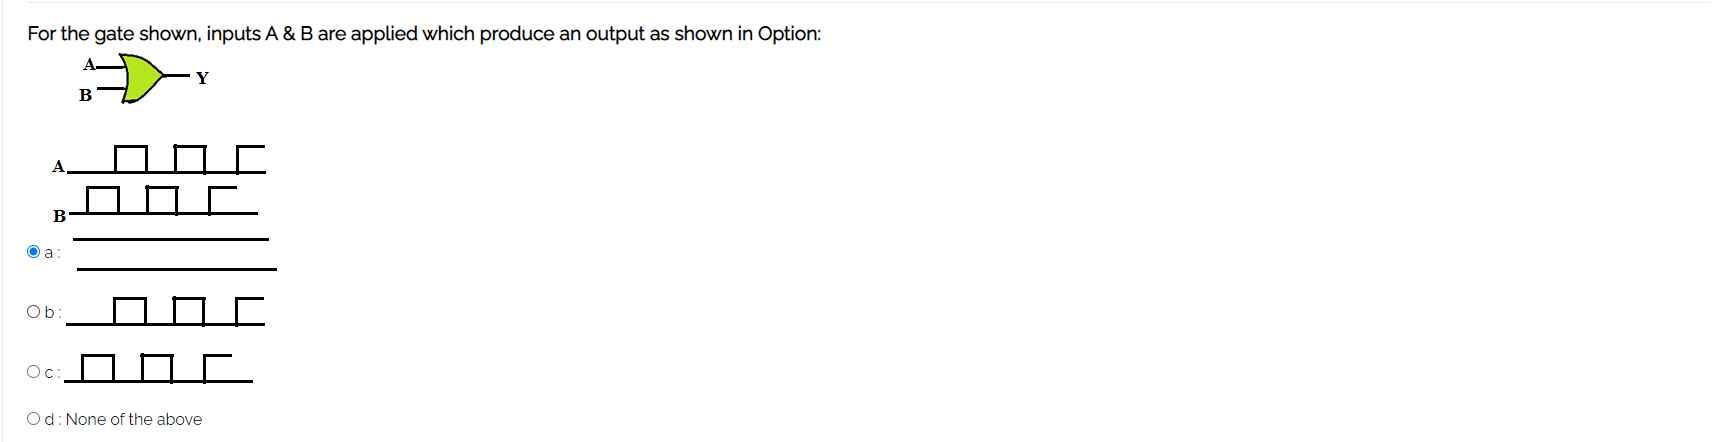 For the gate shown, inputs A & B are applied which produce an output as shown in Option:
A
Y
B
A
B
a :
b :
c :
d : None of the above